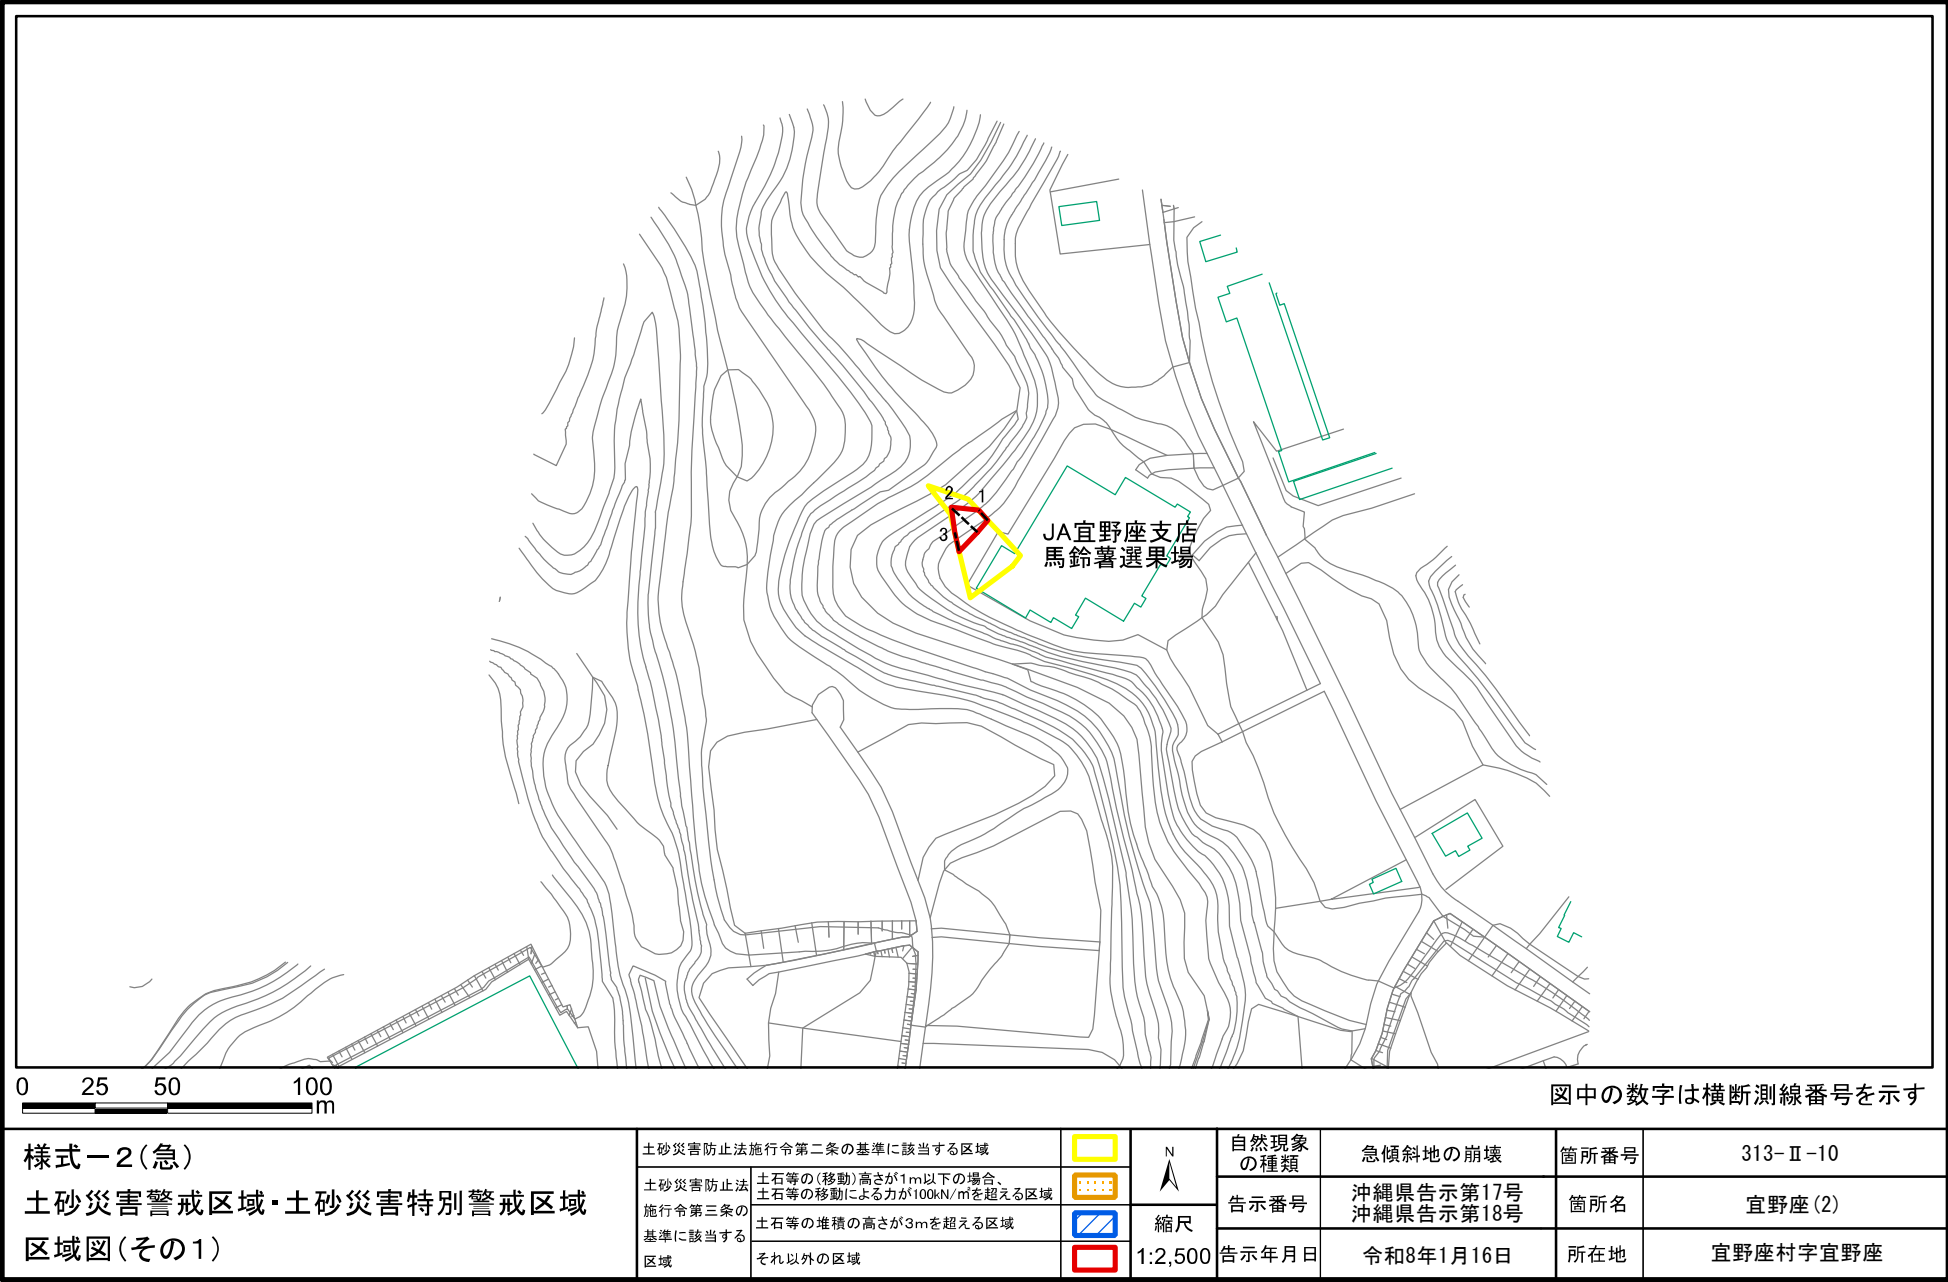 2
1
3
JA宜野座支店
馬鈴薯選果場
0 25 50 100
m
図中の数字は横断測線番号を示す
様式－2(急)
土砂災害警戒区域・土砂災害特別警戒区域
区域図(その1)
土砂災害防止法施行令第二条の基準に該当する区域
土砂災害防止法
施行令第三条の
基準に該当する
区域
土石等の(移動)高さが1m以下の場合、
土石等の移動による力が100kN/㎡を超える区域
土石等の堆積の高さが3mを超える区域
それ以外の区域
N
縮尺
1:2,500
自然現象
の種類
急傾斜地の崩壊
箇所番号
313-Ⅱ-10
告示番号
沖縄県告示第17号
沖縄県告示第18号
箇所名
宜野座(2)
告示年月日
令和8年1月16日
所在地
宜野座村字宜野座